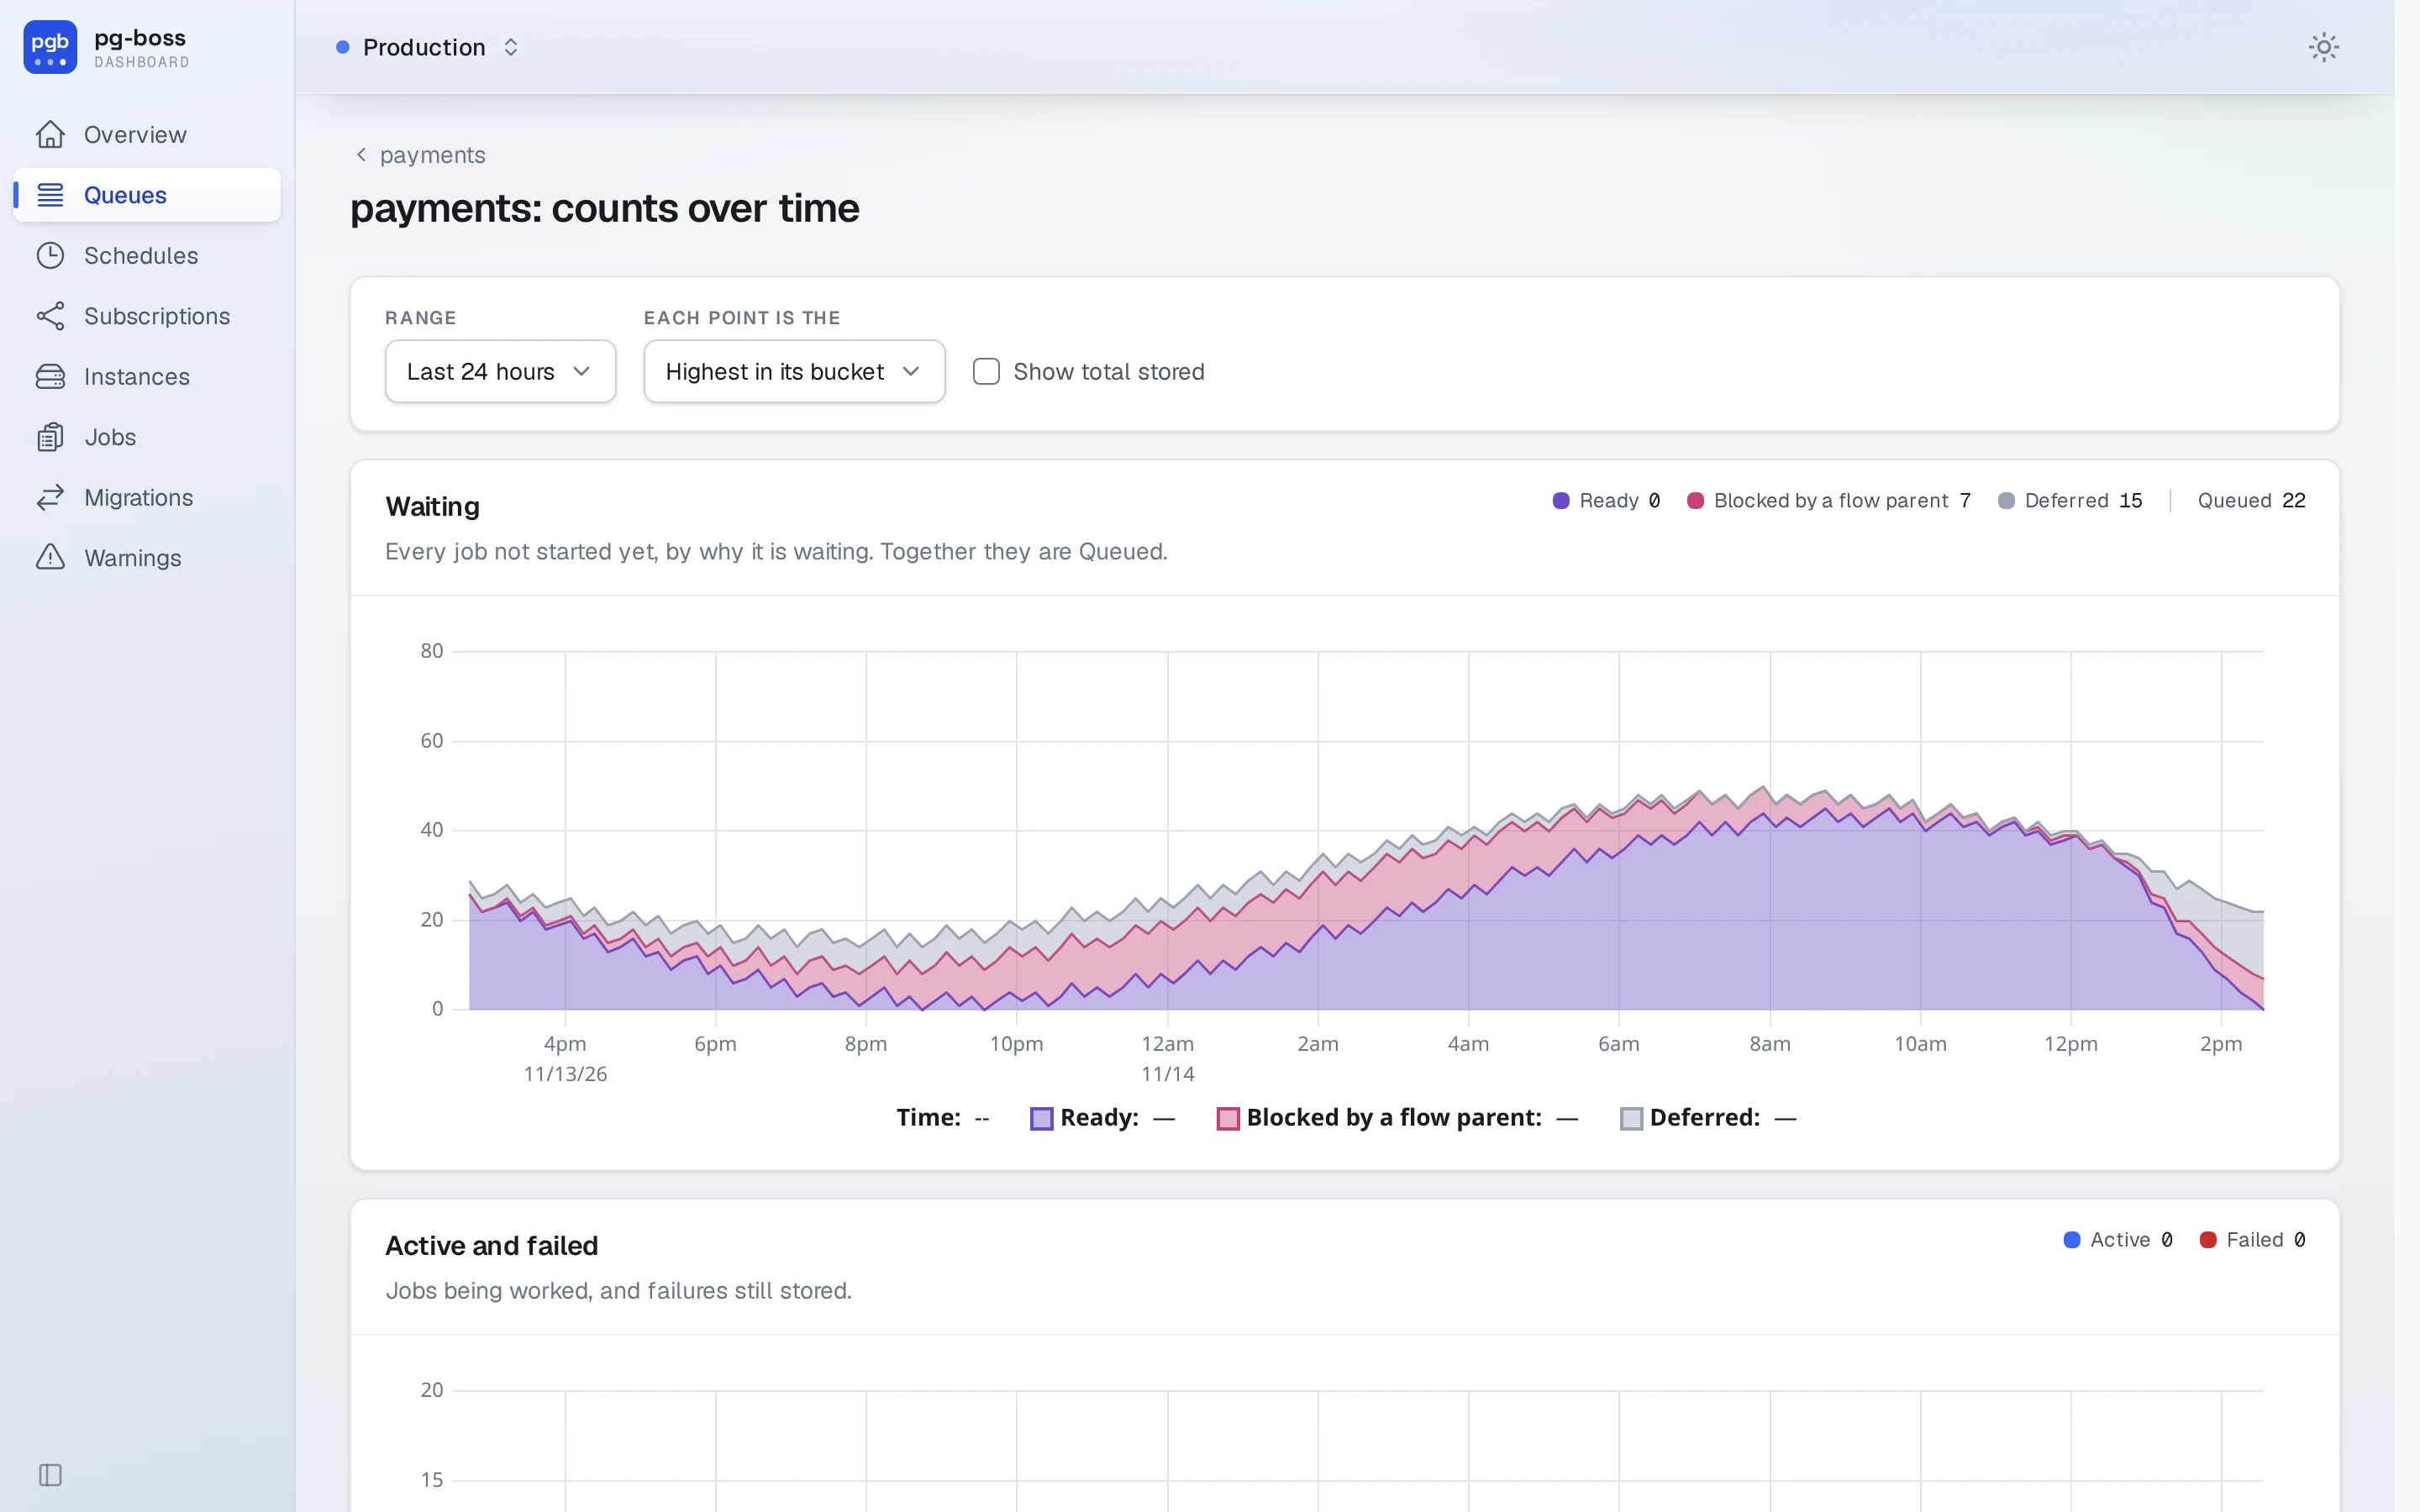 pgb
pg-boss
DASHBOARD
Overview
Queues
Schedules
Subscriptions
Instances
Jobs
Migrations
Warnings
Production
payments
payments: counts over time
RANGE
EACH POINT IS THE
Last 24 hours
Highest in its bucket
Show total stored
Waiting
Ready 0 Blocked by a flow parent 7 Deferred 15 Queued 22
Every job not started yet, by why it is waiting. Together they are Queued.
80
60
40
20
0
4pm 6pm 8pm 10pm 12am 2am 4am 6am 8am 10am 12pm 2pm
11/13/26 11/14
Time: -- Ready: — Blocked by a flow parent: — Deferred: —
Active and failed
Active 0 Failed 0
Jobs being worked, and failures still stored.
20
15